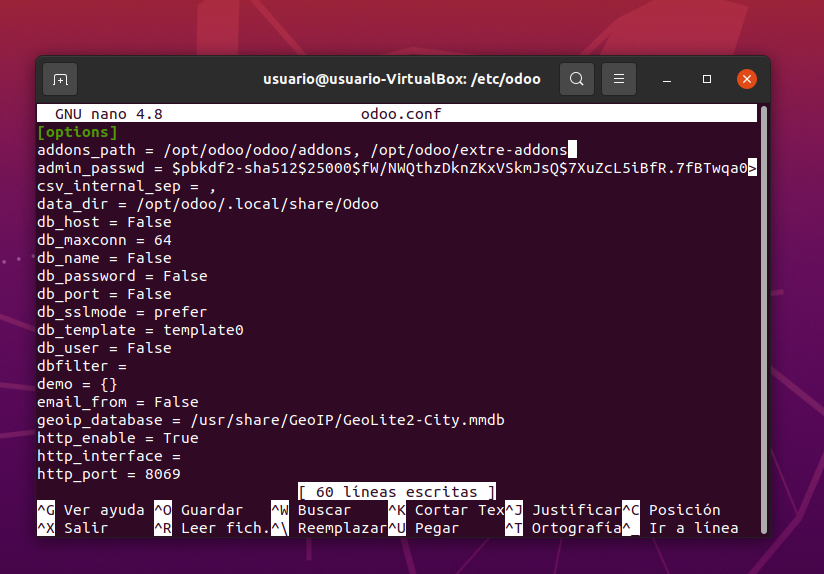 usuario@usuario-VirtualBox: /etc/odoo
GNU nano 4.8 odoo.conf
[options]
addons_path = /opt/odoo/odoo/addons, /opt/odoo/extre-addons
admin_passwd = $pbkdf2-sha512$25000$fW/NWQthzDknZKxVSkmJsQ$7XuZcL5iBfR.7fBTwqa0>
csv_internal_sep = ,
data_dir = /opt/odoo/.local/share/Odoo
db_host = False
db_maxconn = 64
db_name = False
db_password = False
db_port = False
db_sslmode = prefer
db_template = template0
db_user = False
dbfilter =
demo = {}
email_from = False
geoip_database = /usr/share/GeoIP/GeoLite2-City.mmdb
http_enable = True
http_interface =
http_port = 8069
[ 60 líneas escritas ]
^G Ver ayuda ^O Guardar ^W Buscar ^K Cortar Tex^J Justificar^C Posición
^X Salir ^R Leer fich.^\ Reemplazar^U Pegar ^T Ortografía^_ Ir a línea